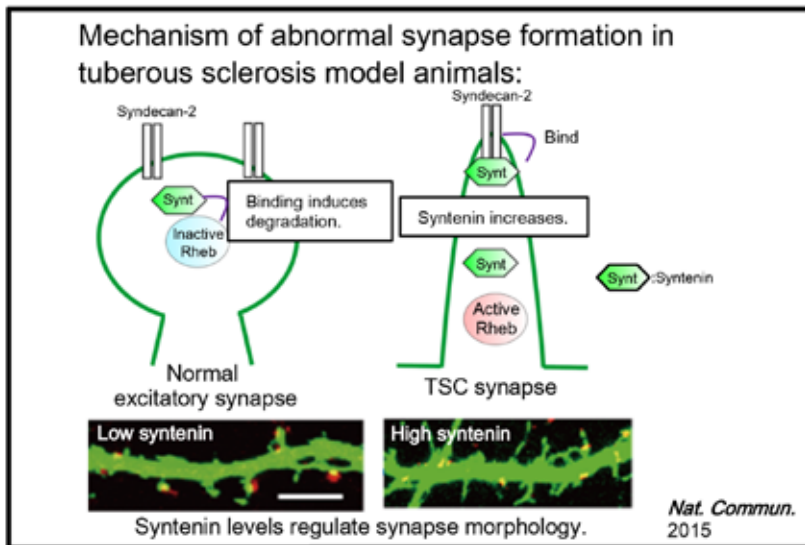 Mechanism of abnormal synapse formation in
tuberous sclerosis model animals:
Syndecan-2
Synt
Binding induces
degradation.
Inactive
Rheb
Normal
excitatory synapse
Syndecan-2
Bind
Synt
Syntenin increases.
Synt
Active
Rheb
TSC synapse
Synt :Syntenin
Low syntenin
High syntenin
Syntenin levels regulate synapse morphology.
Nat. Commun.
2015